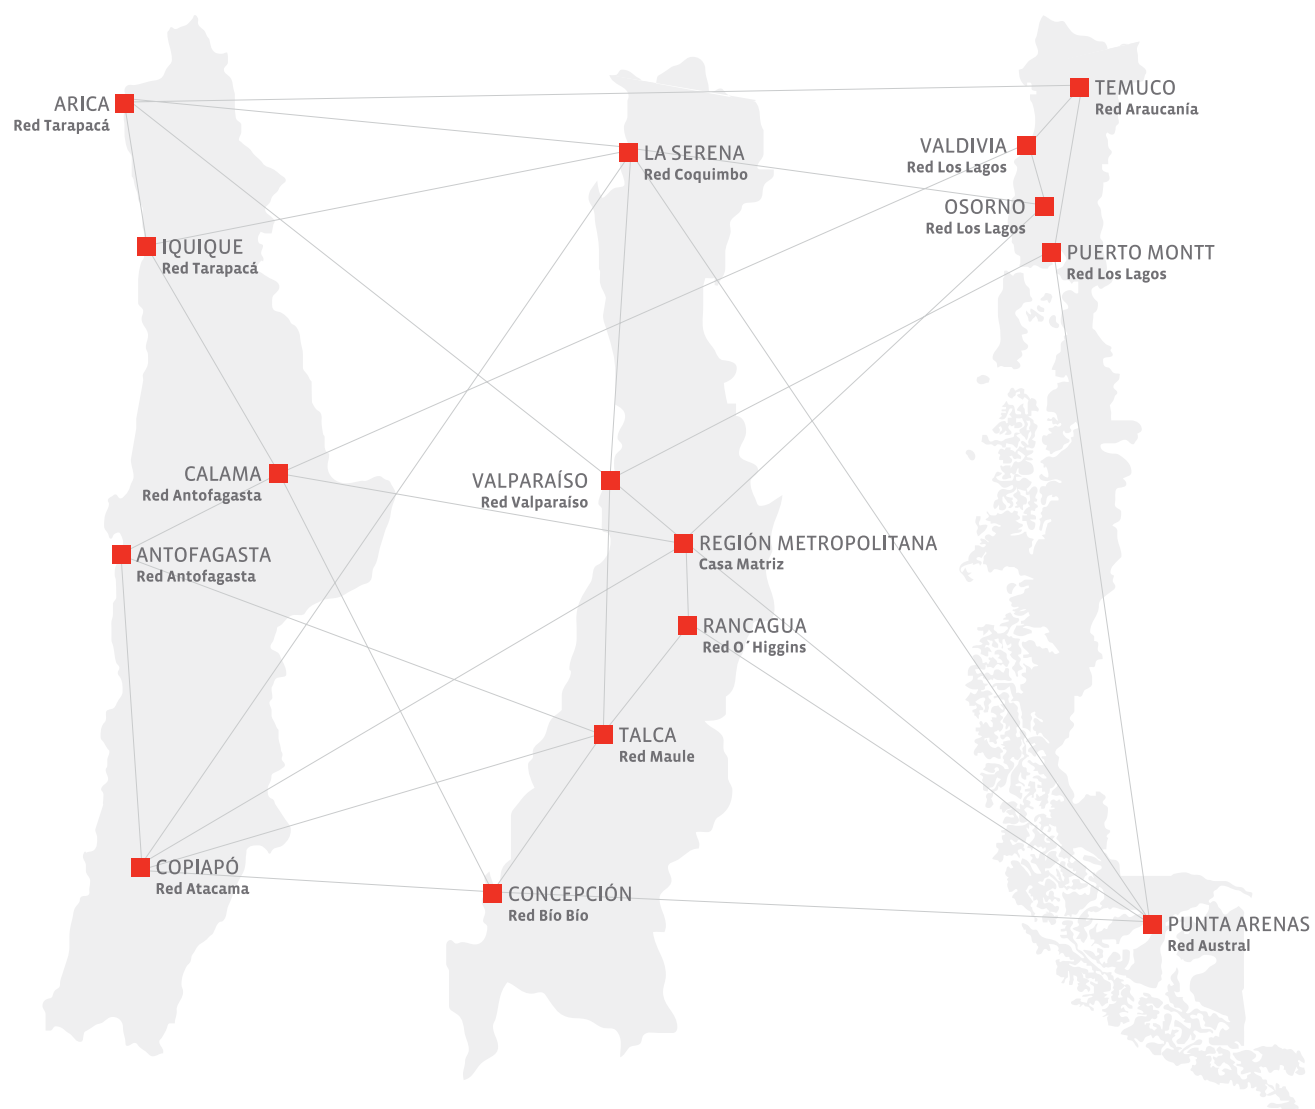 ARICA
Red Tarapacá
IQUIQUE
Red Tarapacá
CALAMA
Red Antofagasta
ANTOFAGASTA
Red Antofagasta
COPIAPÓ
Red Atacama
LA SERENA
Red Coquimbo
VALPARAÍSO
Red Valparaíso
REGIÓN METROPOLITANA
Casa Matriz
RANCAGUA
Red O´Higgins
TALCA
Red Maule
CONCEPCIÓN
Red Bío Bío
TEMUCO
Red Araucanía
VALDIVIA
Red Los Lagos
OSORNO
Red Los Lagos
PUERTO MONTT
Red Los Lagos
PUNTA ARENAS
Red Austral